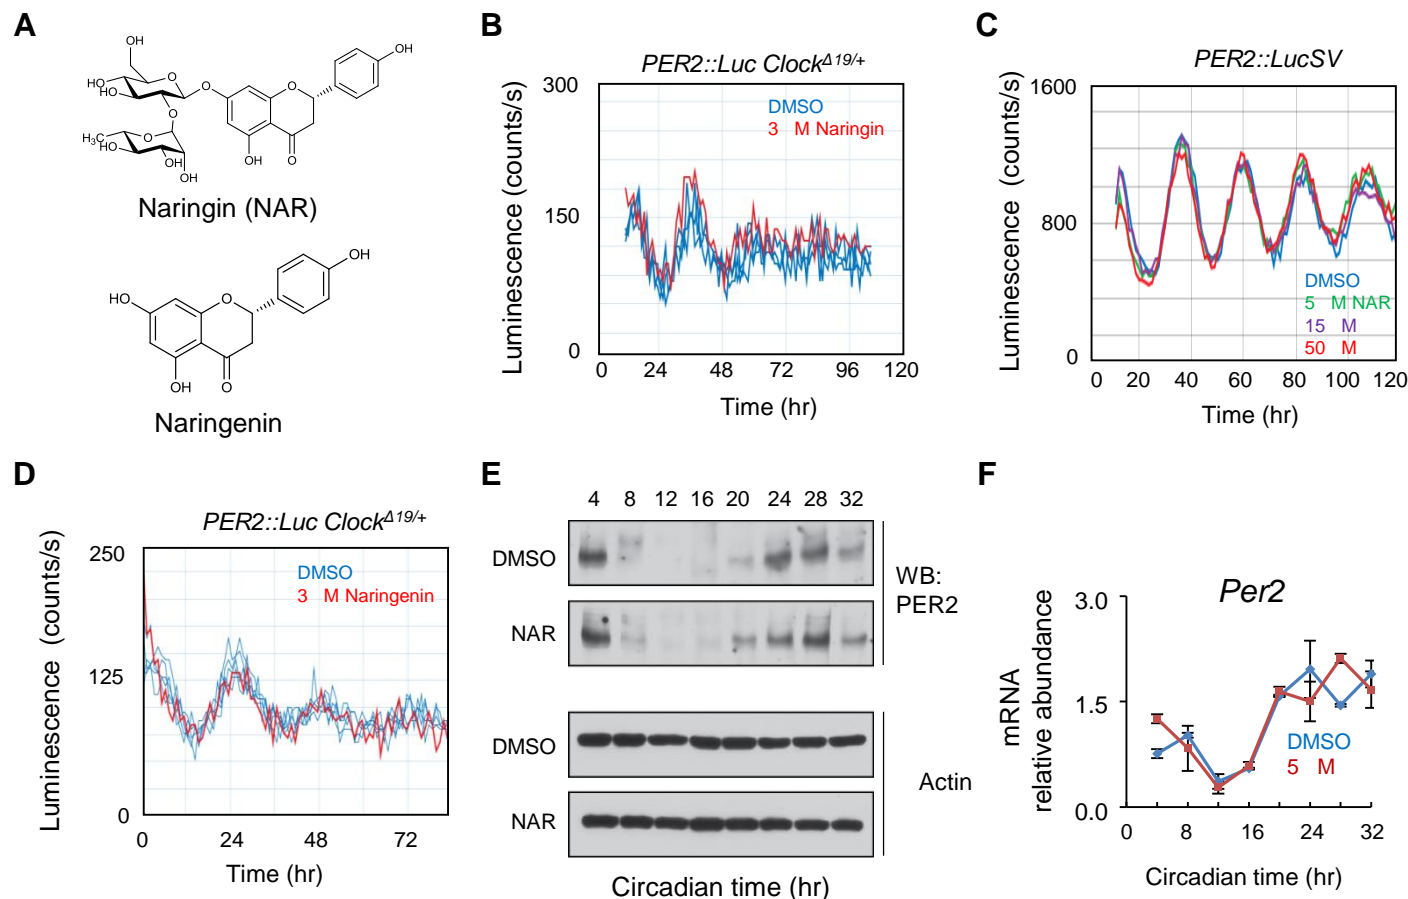 A
OH
HO
HO
O
O
O
OH
O
H3C
HO
O
OH
OH
OH
O
OH
Naringin (NAR)
OH
HO
O
OH
O
Naringenin
B
PER2::Luc ClockΔ19/+
300
DMSO
3 M Naringin
150
0
Luminescence (counts/s)
0 24 48 72 96 120
Time (hr)
C
PER2::LucSV
1600
800
0
Luminescence (counts/s)
DMSO
5 M NAR
15 M
50 M
0 20 40 60 80 100 120
Time (hr)
D
PER2::Luc ClockΔ19/+
250
DMSO
3 M Naringenin
125
0
Luminescence (counts/s)
0 24 48 72
Time (hr)
E
4 8 12 16 20 24 28 32
DMSO
NAR
WB:
PER2
DMSO
NAR
Actin
Circadian time (hr)
F
Per2
3.0
1.5
0.0
mRNA
relative abundance
DMSO
5 M
0 8 16 24 32
Circadian time (hr)